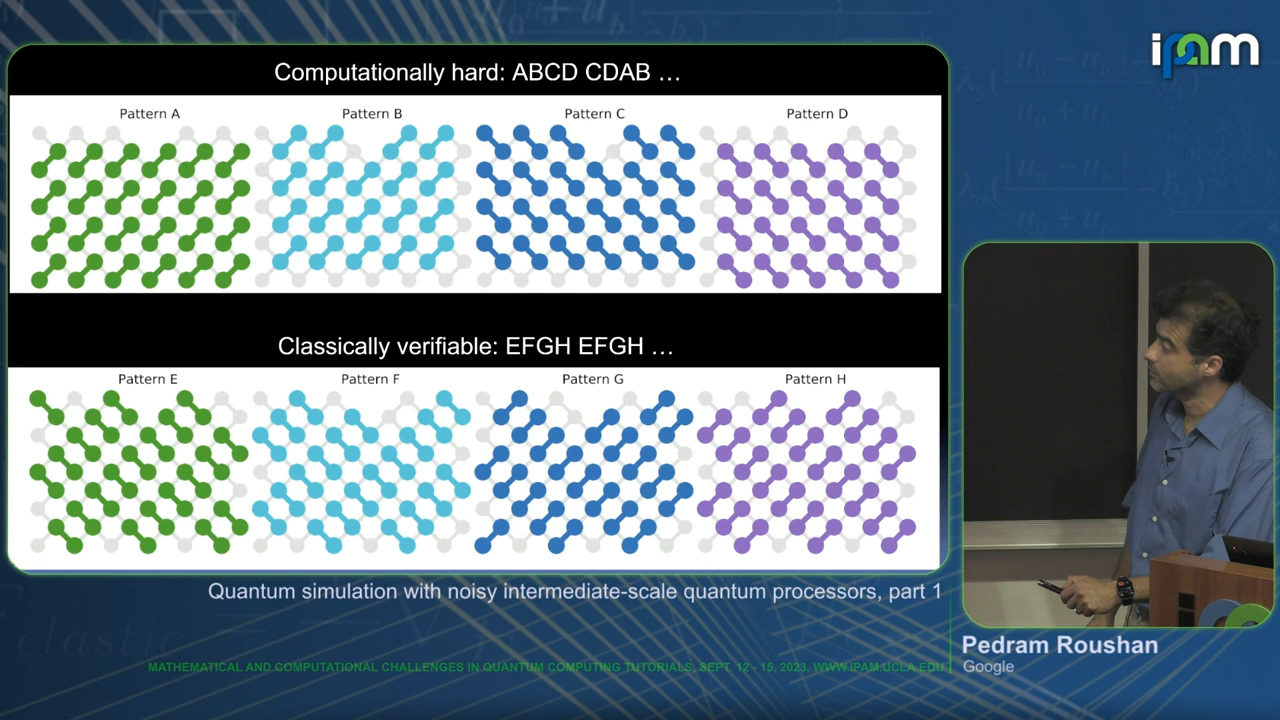 ipam
Computationally hard: ABCD CDAB …
Pattern A
Pattern B
Pattern C
Pattern D
Classically verifiable: EFGH EFGH …
Pattern E
Pattern F
Pattern G
Pattern H
Quantum simulation with noisy intermediate-scale quantum processors, part 1
MATHEMATICAL AND COMPUTATIONAL CHALLENGES IN QUANTUM COMPUTING TUTORIALS, SEPT. 12 - 15, 2023, WWW.IPAM.UCLA.EDU
Pedram Roushan
Google
elastic